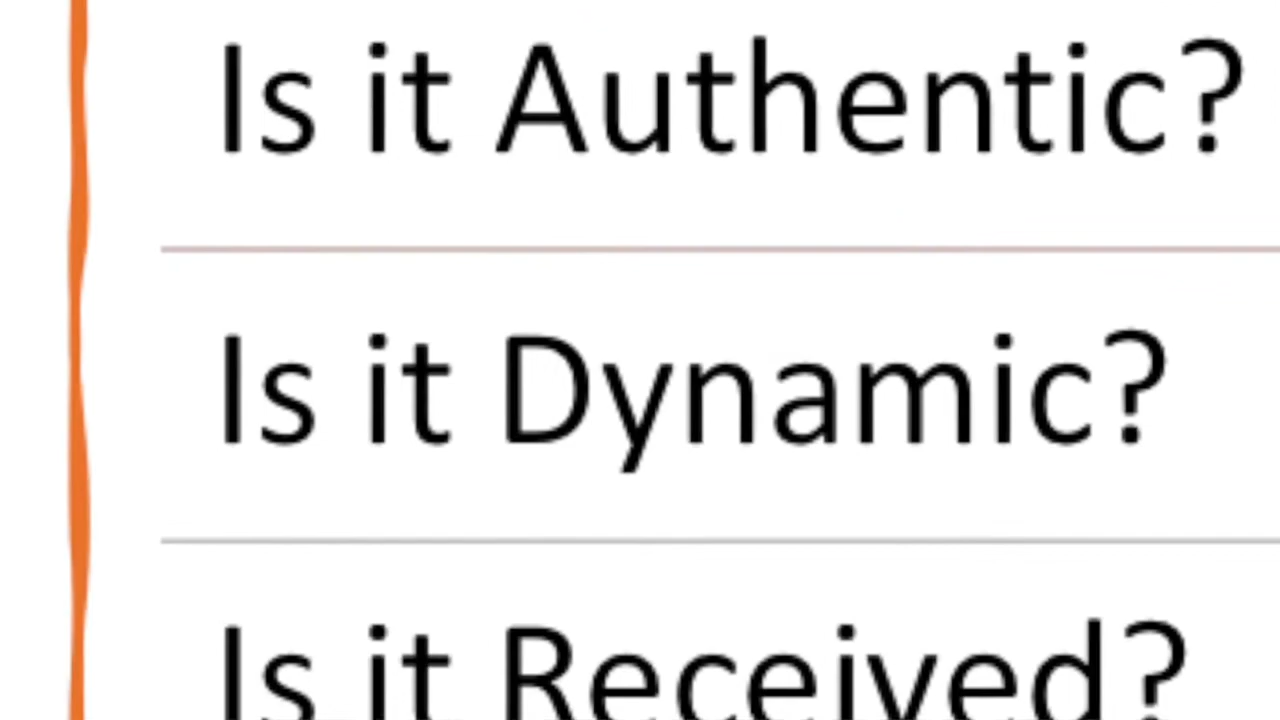 Is it Authentic?
Is it Dynamic?
Is it Received?